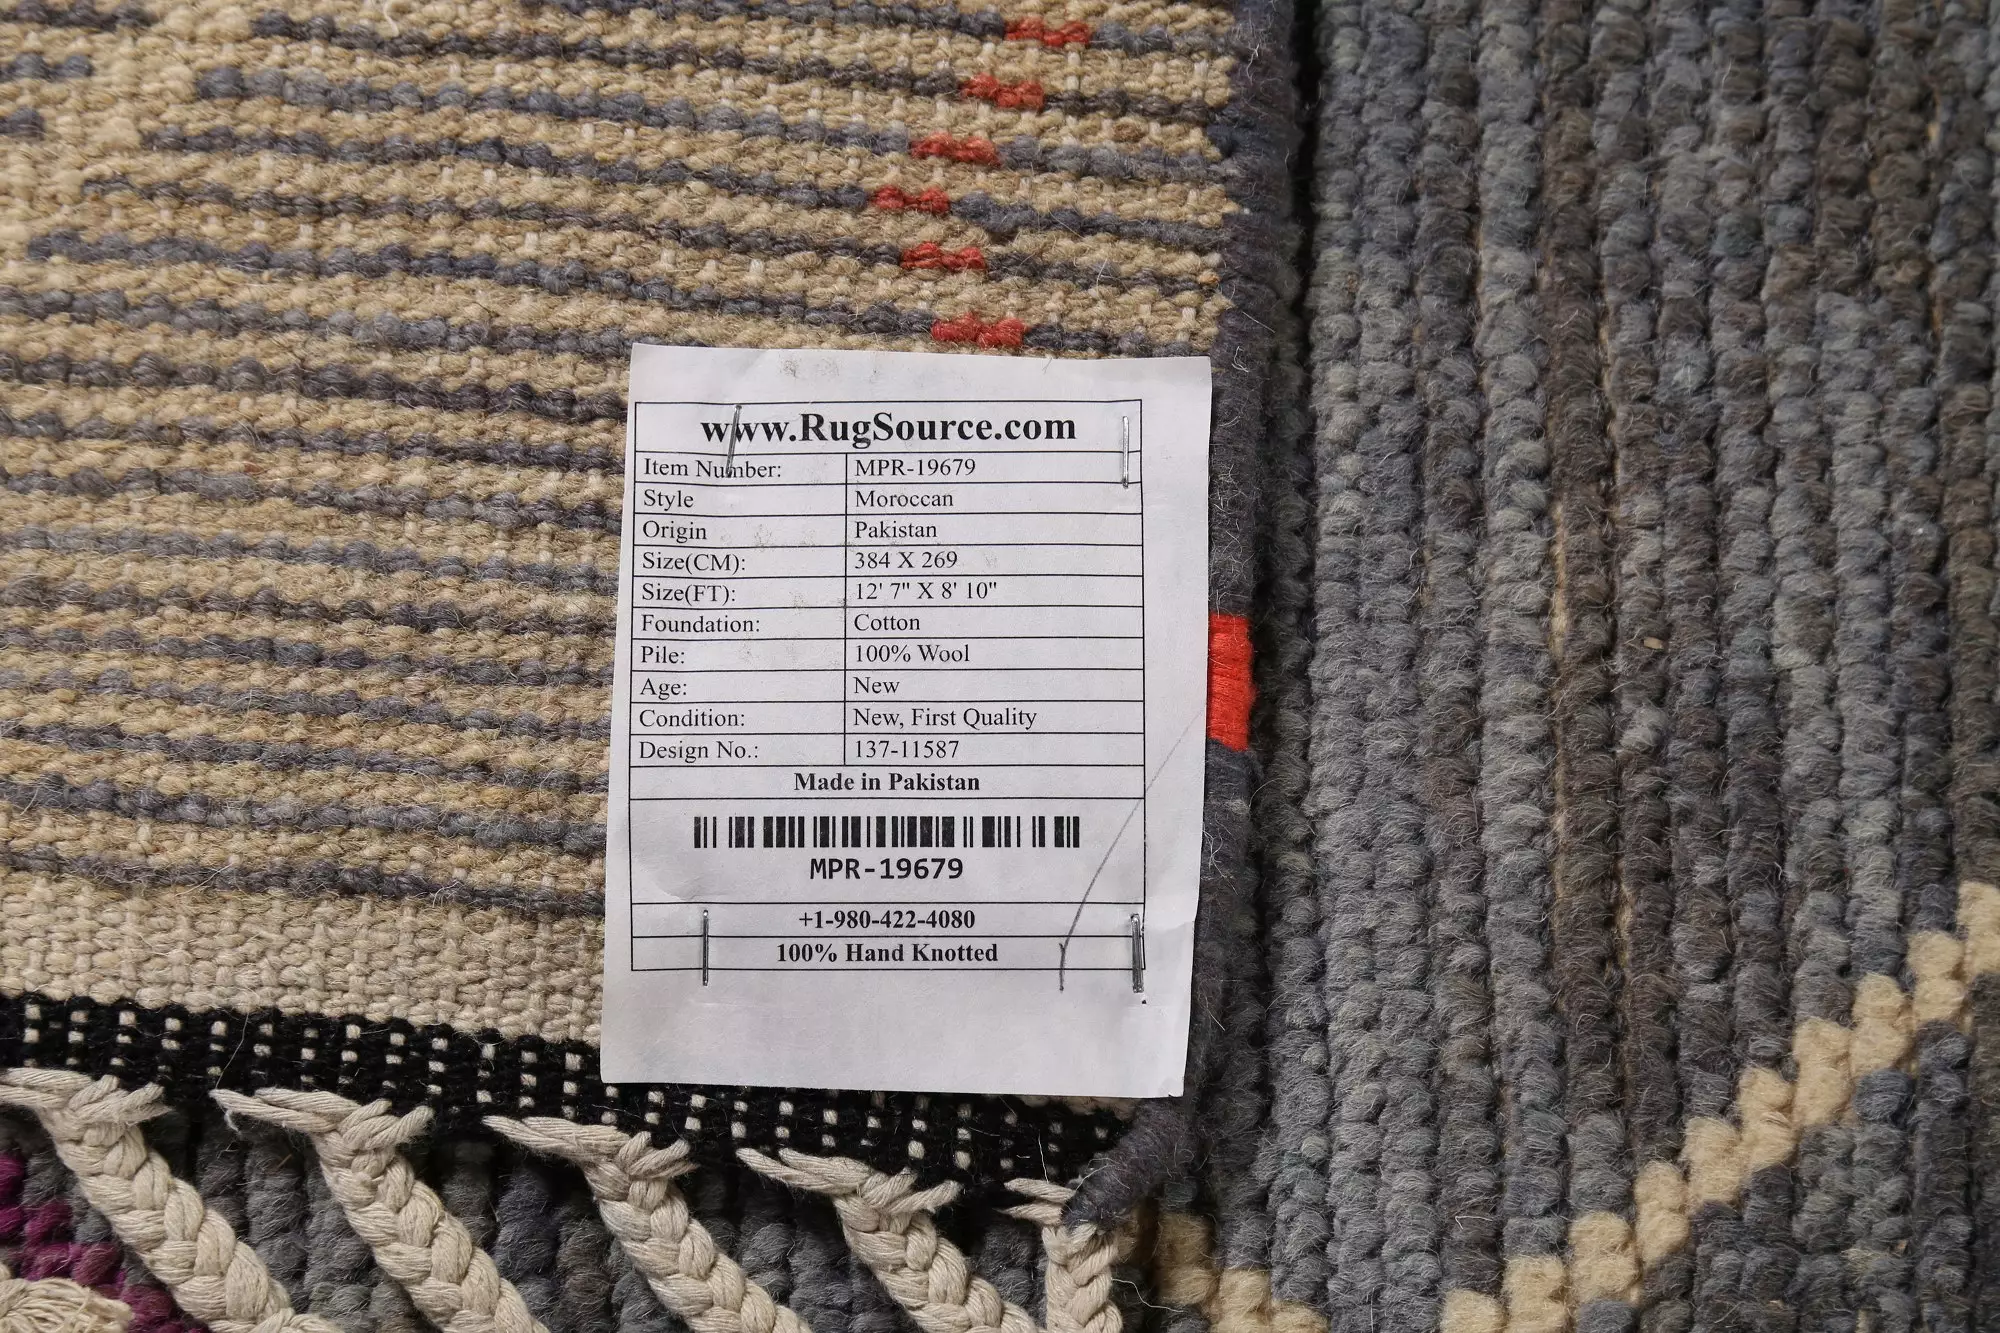 www.RugSource.com
Item Number: MPR-19679
Style Moroccan
Origin Pakistan
Size(CM): 384 X 269
Size(FT): 12' 7" X 8' 10"
Foundation: Cotton
Pile: 100% Wool
Age: New
Condition: New, First Quality
Design No.: 137-11587
Made in Pakistan
MPR-19679
+1-980-422-4080
100% Hand Knotted